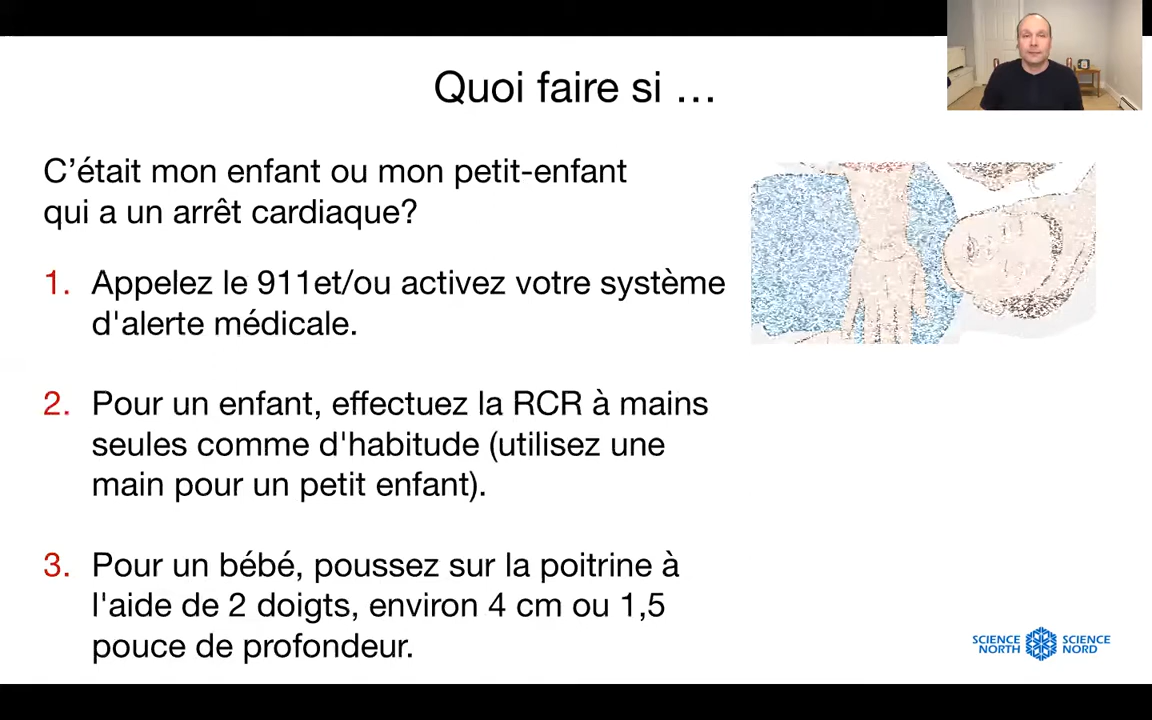 Quoi faire si …
C’était mon enfant ou mon petit-enfant
qui a un arrêt cardiaque?
1. Appelez le 911et/ou activez votre système
d'alerte médicale.
2. Pour un enfant, effectuez la RCR à mains
seules comme d'habitude (utilisez une
main pour un petit enfant).
3. Pour un bébé, poussez sur la poitrine à
l'aide de 2 doigts, environ 4 cm ou 1,5
pouce de profondeur.
SCIENCE NORTH
SCIENCE NORD